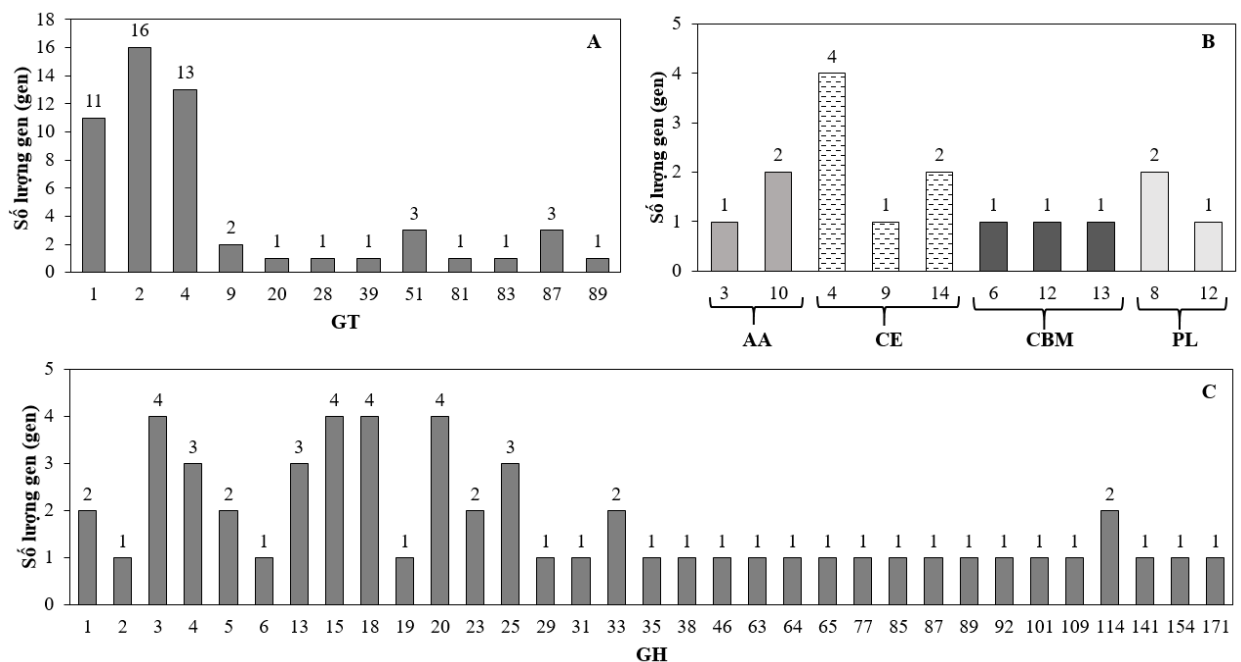 A
Số lượng gen (gen)
18
16
14
12
10
8
6
4
2
0
11 16 13 2 1 1 1 3 1 1 3 1
1 2 4 9 20 28 39 51 81 83 87 89
GT
B
Số lượng gen (gen)
5
4
3
2
1
0
1 2 4 1 2 1 1 1 2 1
3 10 4 9 14 6 12 13 8 12
AA CE CBM PL
C
Số lượng gen (gen)
5
4
3
2
1
0
2 1 4 3 2 1 3 4 4 1 4 2 3 1 1 2 1 1 1 1 1 1 1 1 1 1 1 1 1 2 1 1 1
1 2 3 4 5 6 13 15 18 19 20 23 25 29 31 33 35 38 46 63 64 65 77 85 87 89 92 101 109 114 141 154 171
GH